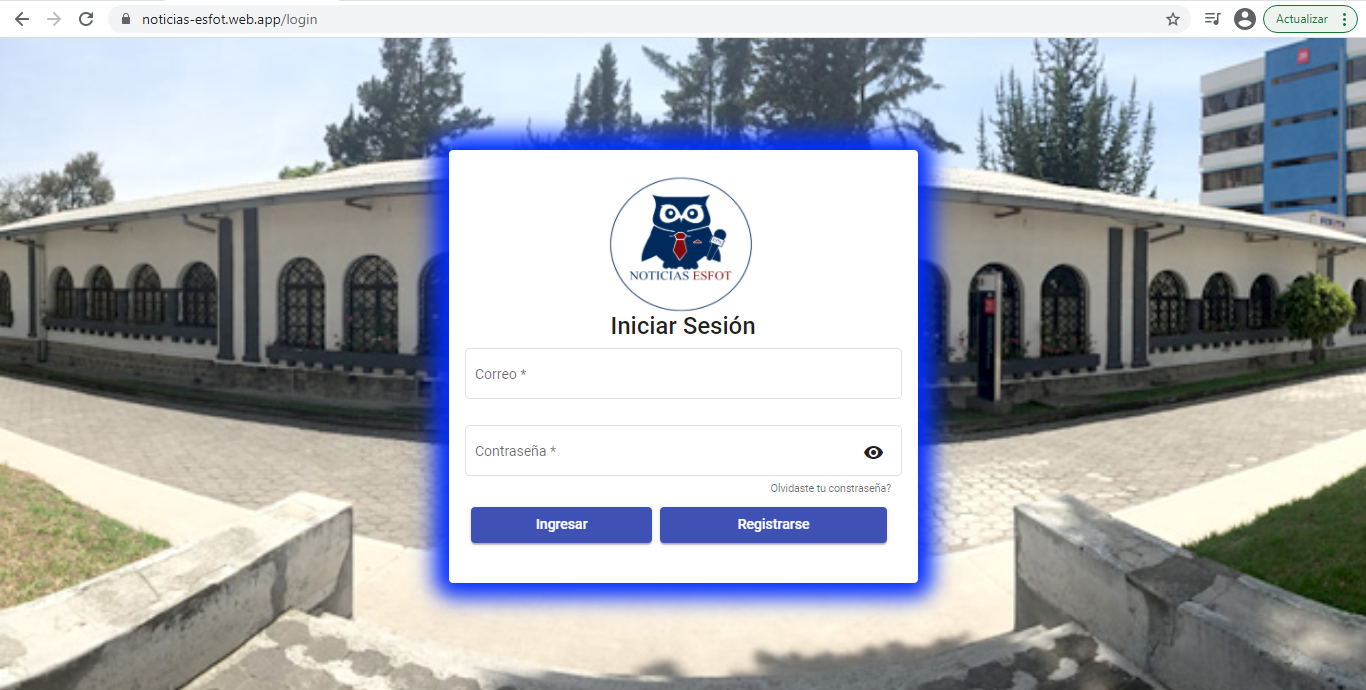 noticias-esfot.web.app/login
Actualizar
NOTICIAS ESFOT
Iniciar Sesión
Correo *
Contraseña *
Olvidaste tu constraseña?
Ingresar
Registrarse